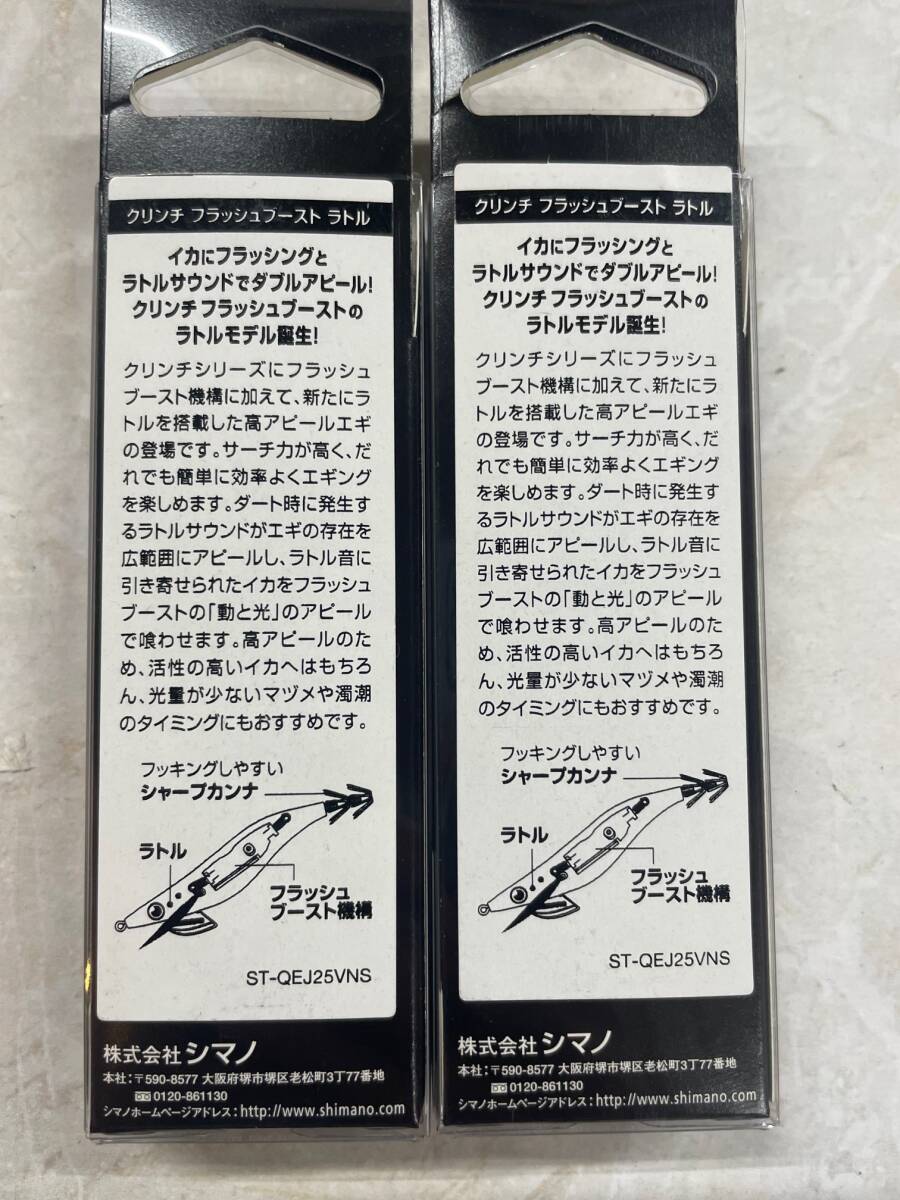 クリンチ フラッシュブースト ラトル
イカにフラッシングと
ラトルサウンドでダブルアピール!
クリンチ フラッシュブーストの
ラトルモデル誕生!
クリンチシリーズにフラッシュ
ブースト機構に加えて、新たにラ
トルを搭載した高アピールエギ
の登場です。サーチ力が高く、だ
れでも簡単に効率よくエギング
を楽しめます。ダート時に発生す
るラトルサウンドがエギの存在を
広範囲にアピールし、ラトル音に
引き寄せられたイカをフラッシュ
ブーストの「動と光」のアピール
で喰わせます。高アピールのた
め、活性の高いイカへはもちろ
ん、光量が少ないマヅメや濁潮
のタイミングにもおすすめです。
フッキングしやすい
シャープカンナ
ラトル
フラッシュ
ブースト機構
ST-QEJ25VNS
株式会社 シマノ
本社:〒590-8577 大阪府堺市堺区老松町3丁77番地
0120-861130
シマノホームページアドレス:http://www.shimano.com
クリンチ フラッシュブースト ラトル
イカにフラッシングと
ラトルサウンドでダブルアピール!
クリンチ フラッシュブーストの
ラトルモデル誕生!
クリンチシリーズにフラッシュ
ブースト機構に加えて、新たにラ
トルを搭載した高アピールエギ
の登場です。サーチ力が高く、だ
れでも簡単に効率よくエギング
を楽しめます。ダート時に発生す
るラトルサウンドがエギの存在を
広範囲にアピールし、ラトル音に
引き寄せられたイカをフラッシュ
ブーストの「動と光」のアピール
で喰わせます。高アピールのた
め、活性の高いイカへはもちろ
ん、光量が少ないマヅメや濁潮
のタイミングにもおすすめです。
フッキングしやすい
シャープカンナ
ラトル
フラッシュ
ブースト機構
ST-QEJ25VNS
株式会社 シマノ
本社:〒590-8577 大阪府堺市堺区老松町3丁77番地
0120-861130
シマノホームページアドレス:http://www.shimano.com